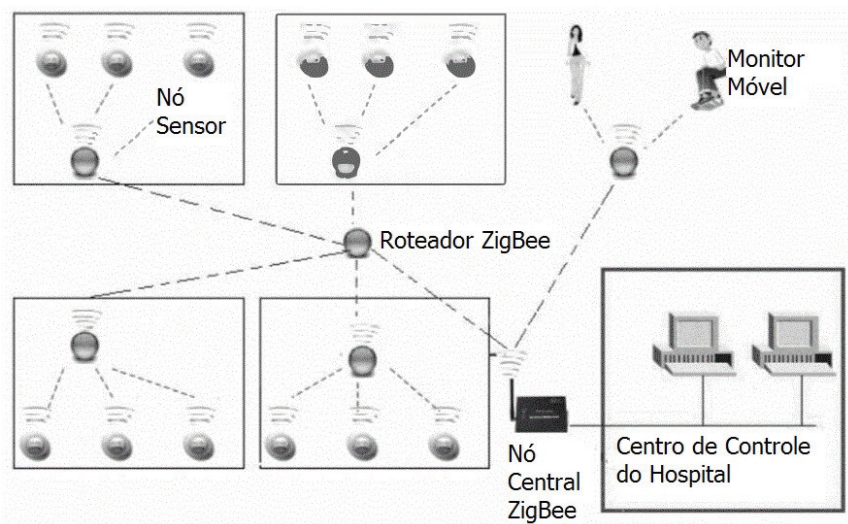 Nó
Sensor
Monitor
Móvel
Roteador ZigBee
Nó
Central
ZigBee
Centro de Controle
do Hospital